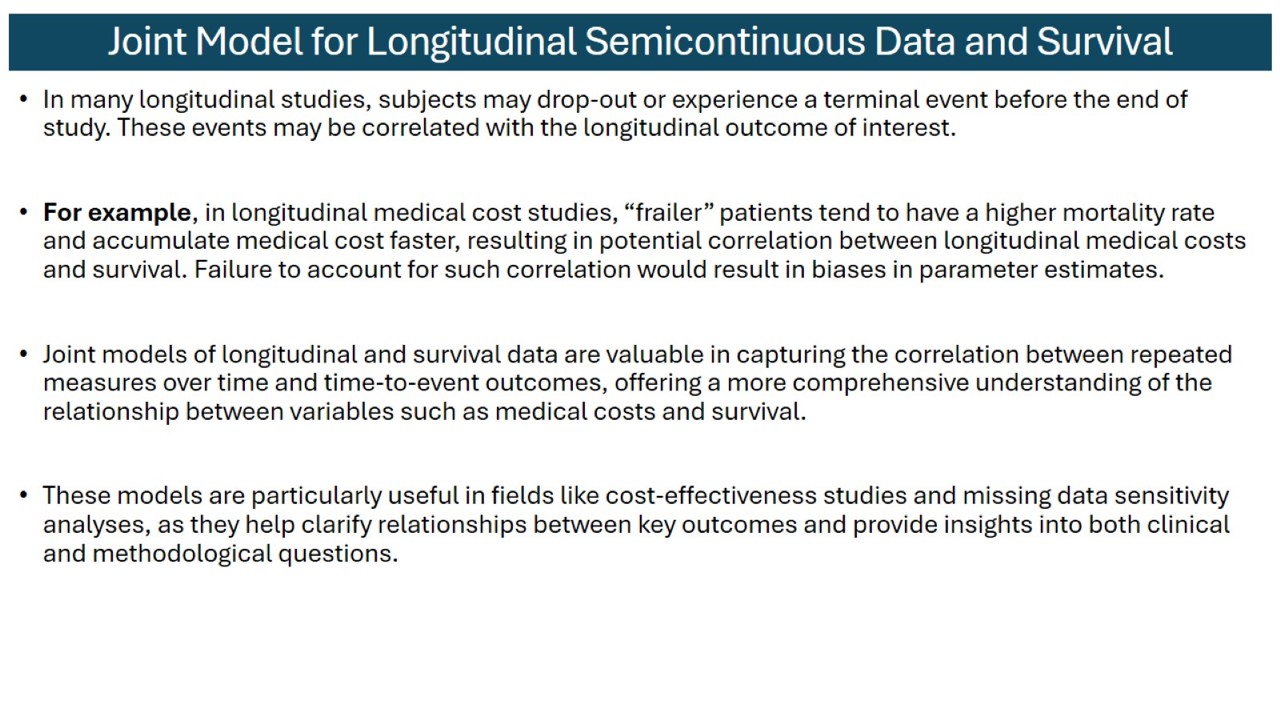 Joint Model for Longitudinal Semicontinuous Data and Survival
• In many longitudinal studies, subjects may drop-out or experience a terminal event before the end of
study. These events may be correlated with the longitudinal outcome of interest.
• For example, in longitudinal medical cost studies, “frailer” patients tend to have a higher mortality rate
and accumulate medical cost faster, resulting in potential correlation between longitudinal medical costs
and survival. Failure to account for such correlation would result in biases in parameter estimates.
• Joint models of longitudinal and survival data are valuable in capturing the correlation between repeated
measures over time and time-to-event outcomes, offering a more comprehensive understanding of the
relationship between variables such as medical costs and survival.
• These models are particularly useful in fields like cost-effectiveness studies and missing data sensitivity
analyses, as they help clarify relationships between key outcomes and provide insights into both clinical
and methodological questions.